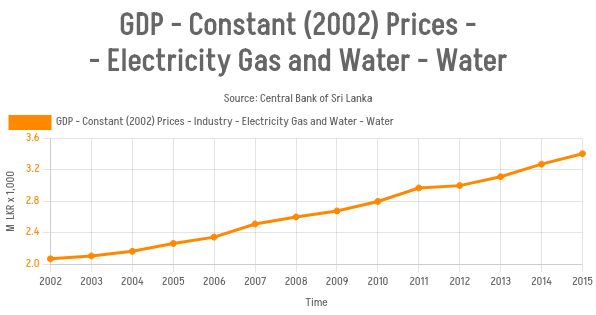 GDP - Constant (2002) Prices -
- Electricity Gas and Water - Water
Source: Central Bank of Sri Lanka
GDP - Constant (2002) Prices - Industry - Electricity Gas and Water - Water
3.6
3.2
2.8
2.4
2.0
M LKR x 1,000
2002 2003 2004 2005 2006 2007 2008 2009 2010 2011 2012 2013 2014 2015
Time